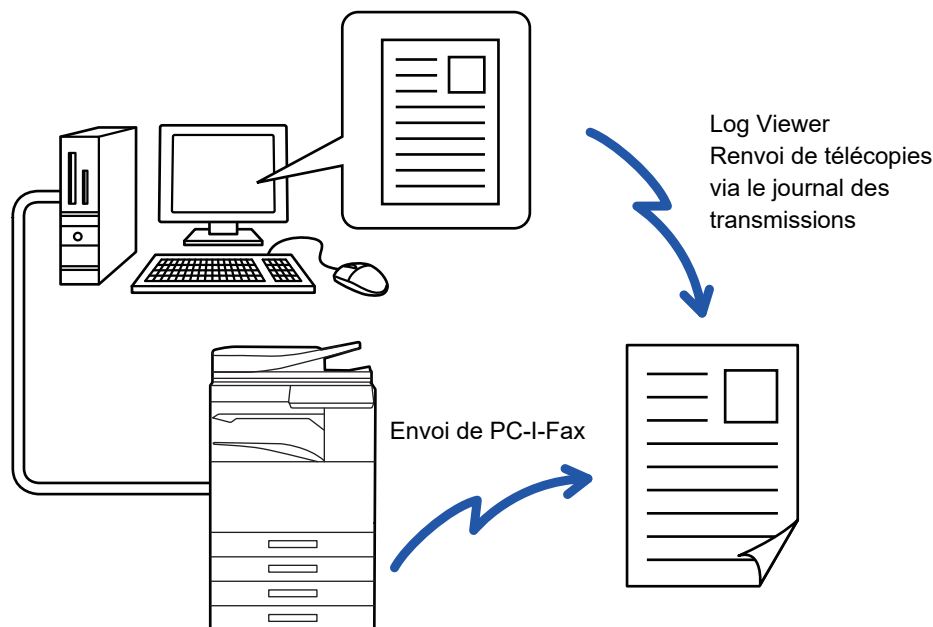 Log Viewer
Renvoi de télécopies
via le journal des
transmissions
Envoi de PC-I-Fax